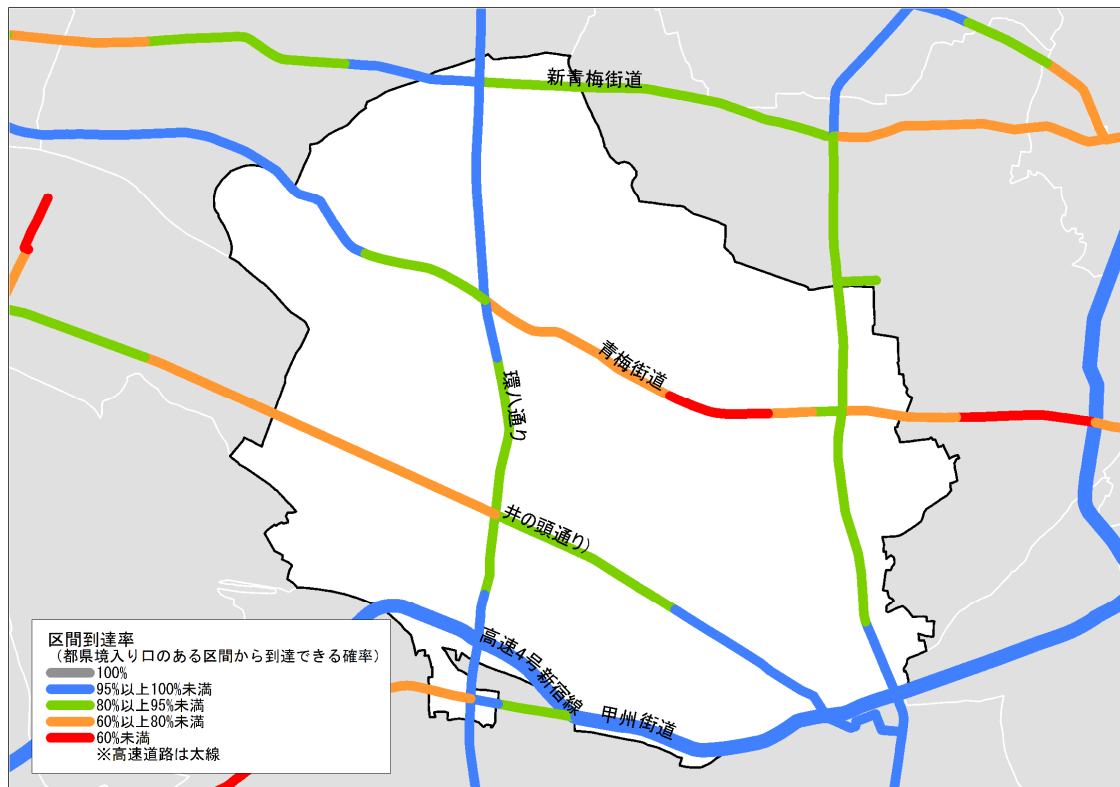 新青梅街道
青梅街道
環八通り
井の頭通り)
高速4号新宿線
甲州街道
区間到達率
(都県境入り口のある区間から到達できる確率)
100%
95%以上100%未満
80%以上95%未満
60%以上80%未満
60%未満
※高速道路は太線